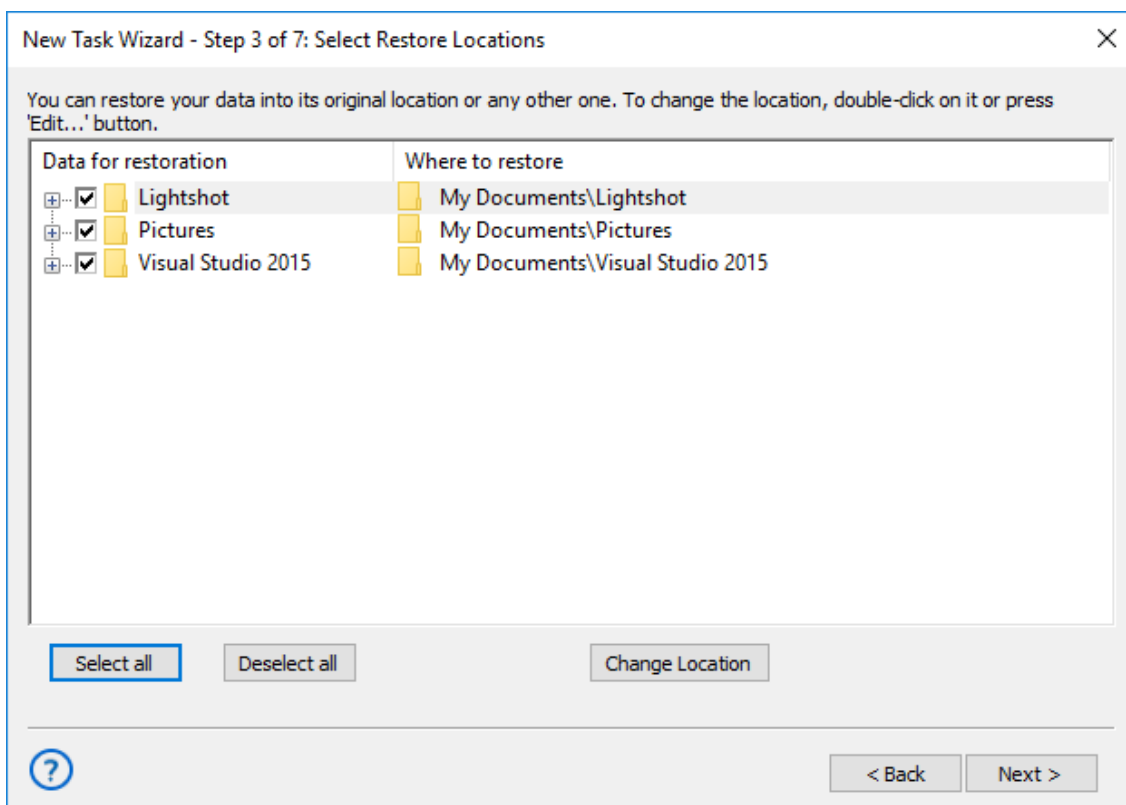 New Task Wizard - Step 3 of 7: Select Restore Locations
You can restore your data into its original location or any other one. To change the location, double-click on it or press
'Edit...' button.
Data for restoration Where to restore
Lightshot My Documents\Lightshot
Pictures My Documents\Pictures
Visual Studio 2015 My Documents\Visual Studio 2015
Select all Deselect all Change Location
? < Back Next >